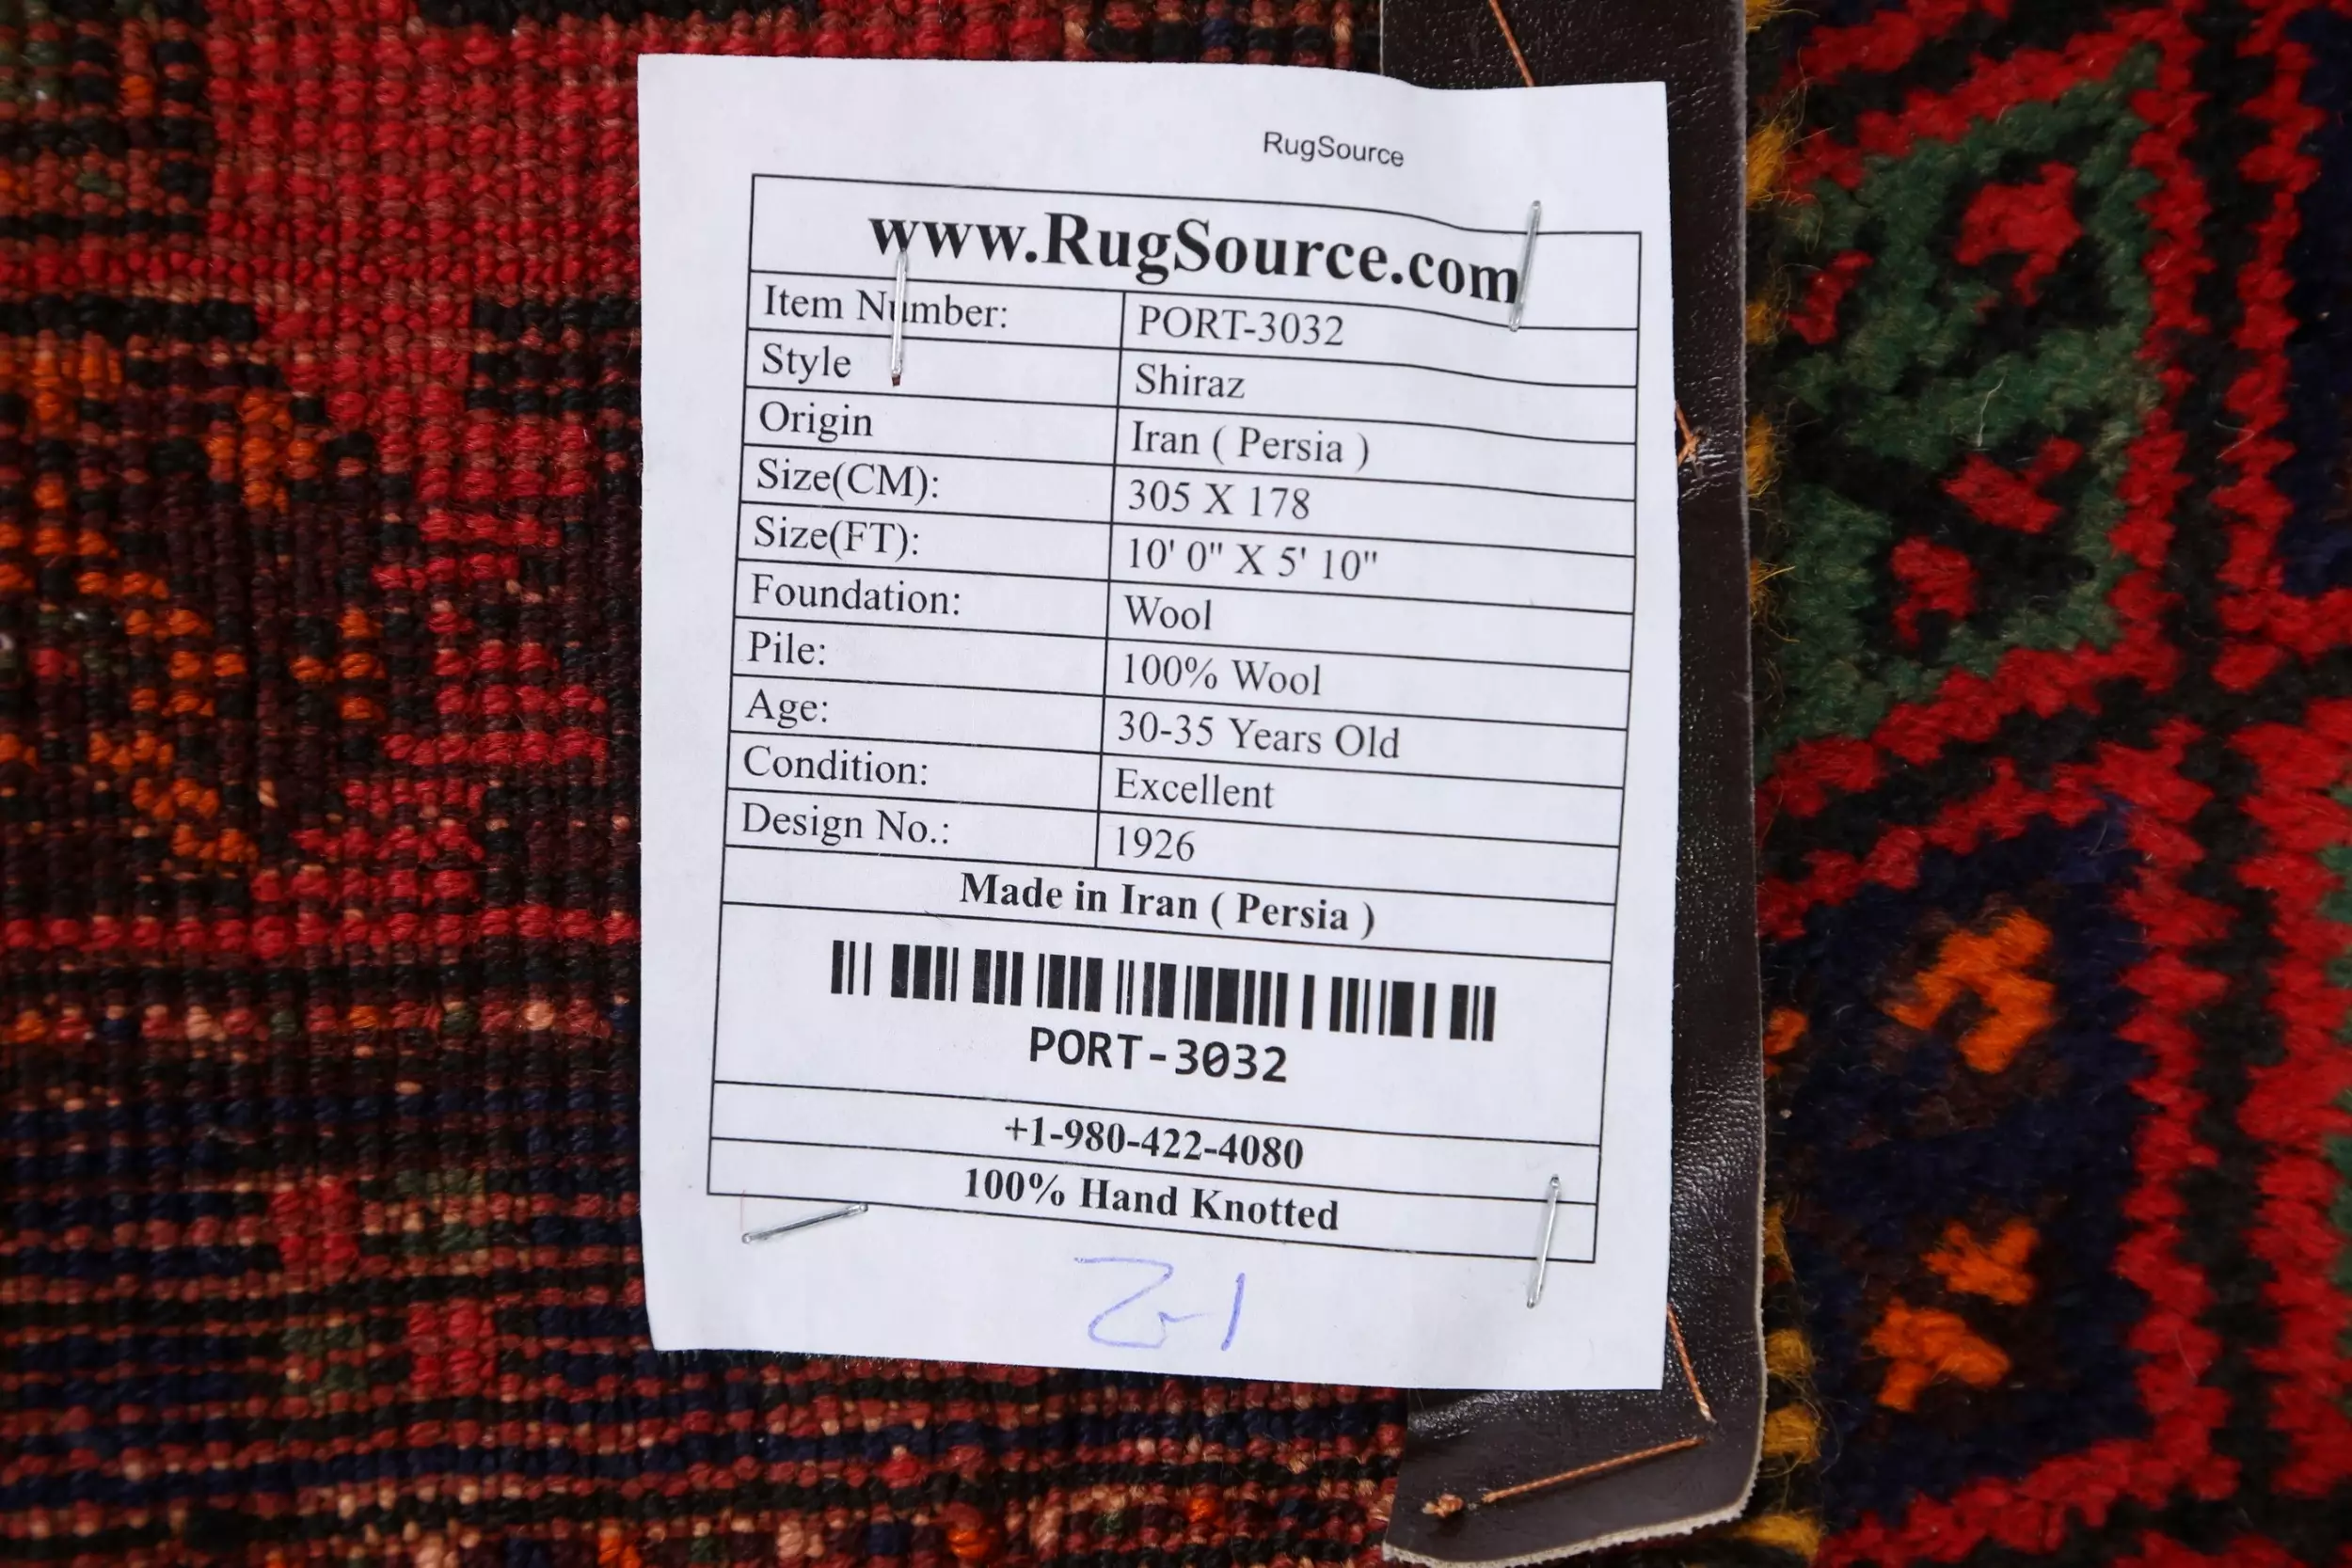 RugSource
www.RugSource.com
Item Number: PORT-3032
Style Shiraz
Origin Iran ( Persia )
Size(CM): 305 X 178
Size(FT): 10' 0" X 5' 10"
Foundation: Wool
Pile: 100% Wool
Age: 30-35 Years Old
Condition: Excellent
Design No.: 1926
Made in Iran ( Persia )
PORT-3032
+1-980-422-4080
100% Hand Knotted